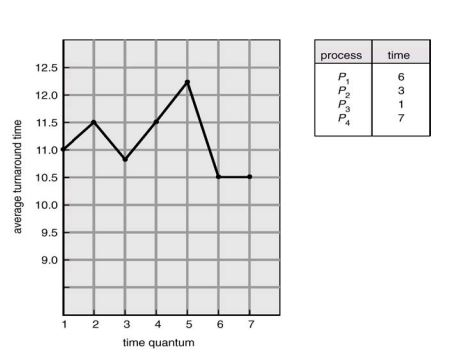 12.5
12.0
11.5
11.0
10.5
10.0
9.5
9.0
average turnaround time
1 2 3 4 5 6 7
time quantum
process time
P1 6
P2 3
P3 1
P4 7